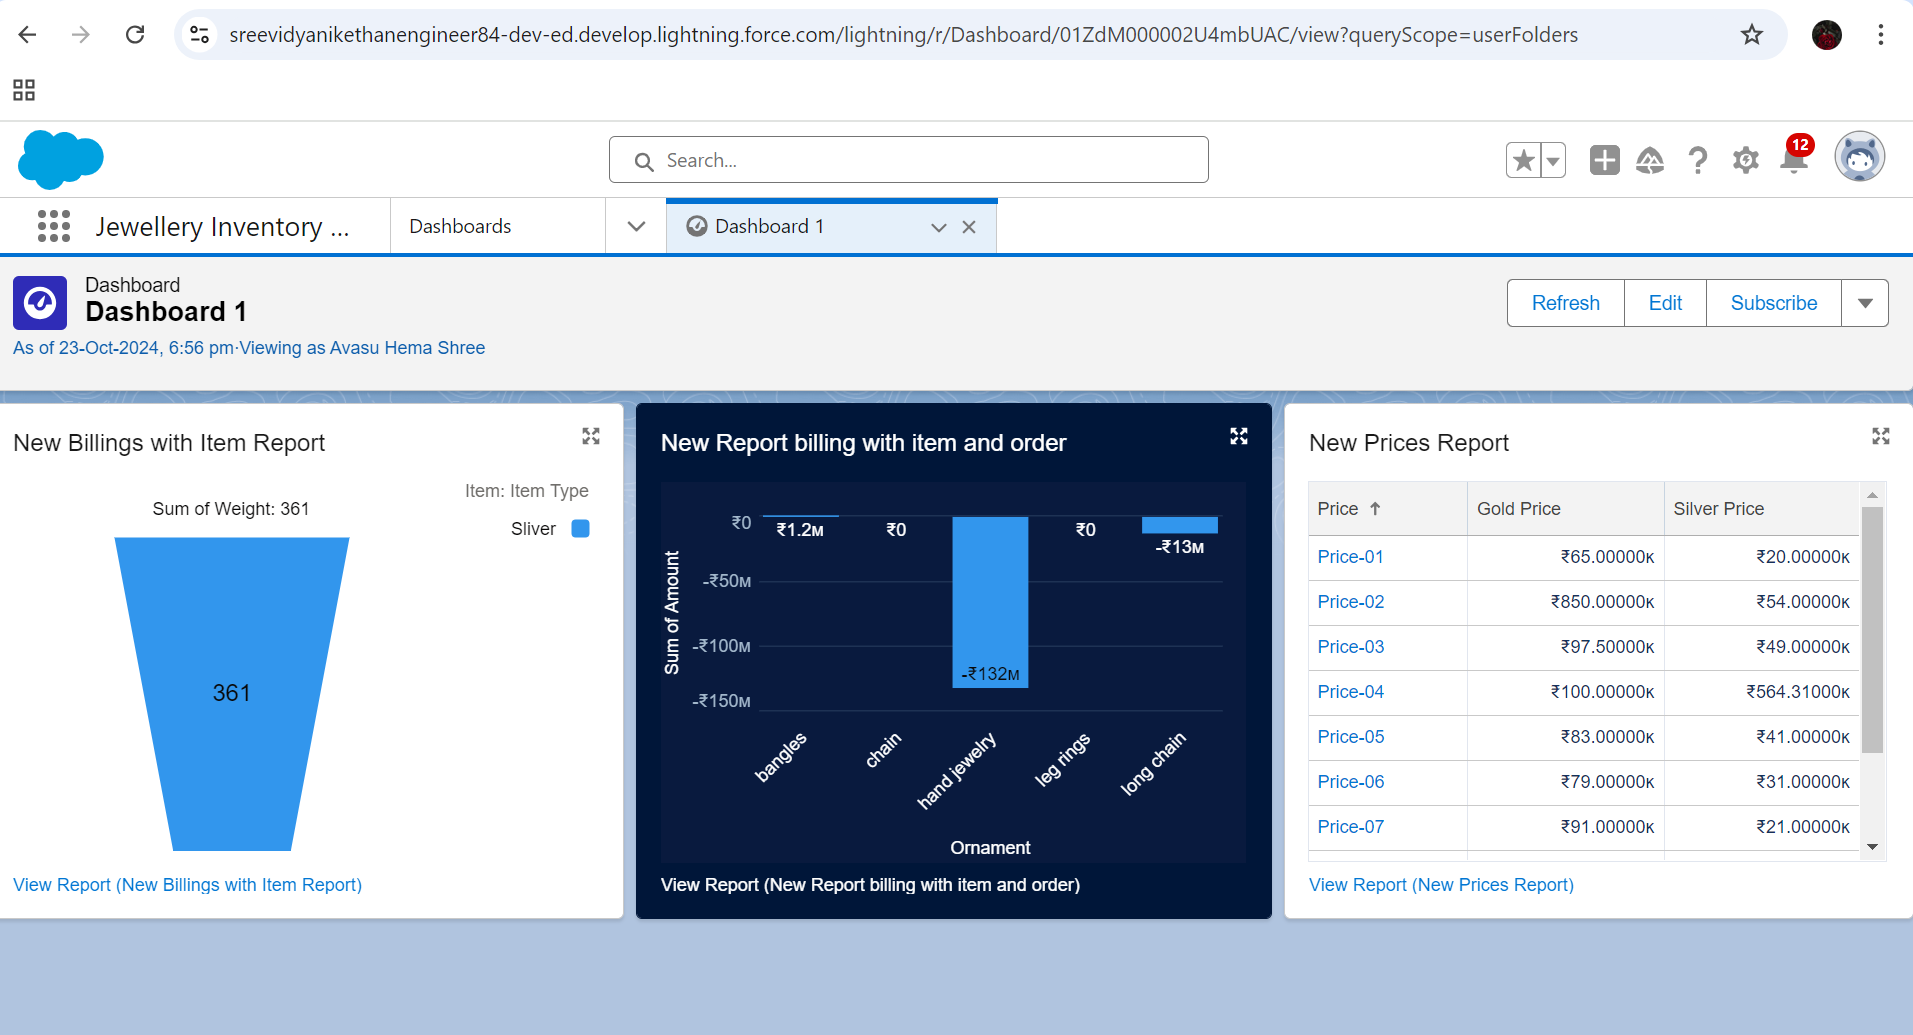 sreevidyanikethanengineer84-dev-ed.develop.lightning.force.com/lightning/r/Dashboard/01ZdM000002U4mbUAC/view?queryScope=userFolders
Search...
12
Jewellery Inventory ...
Dashboards
Dashboard 1
Dashboard
Dashboard 1
As of 23-Oct-2024, 6:56 pm·Viewing as Avasu Hema Shree
Refresh
Edit
Subscribe
New Billings with Item Report
Item: Item Type
Sum of Weight: 361
Sliver
361
View Report (New Billings with Item Report)
New Report billing with item and order
Sum of Amount
₹0
-₹50M
-₹100M
-₹150M
₹1.2M
₹0
-₹132M
₹0
-₹13M
bangles
chain
hand jewelry
leg rings
long chain
Ornament
View Report (New Report billing with item and order)
New Prices Report
Price Gold Price Silver Price
Price-01 ₹65.00000K ₹20.00000K
Price-02 ₹850.00000K ₹54.00000K
Price-03 ₹97.50000K ₹49.00000K
Price-04 ₹100.00000K ₹564.31000K
Price-05 ₹83.00000K ₹41.00000K
Price-06 ₹79.00000K ₹31.00000K
Price-07 ₹91.00000K ₹21.00000K
View Report (New Prices Report)